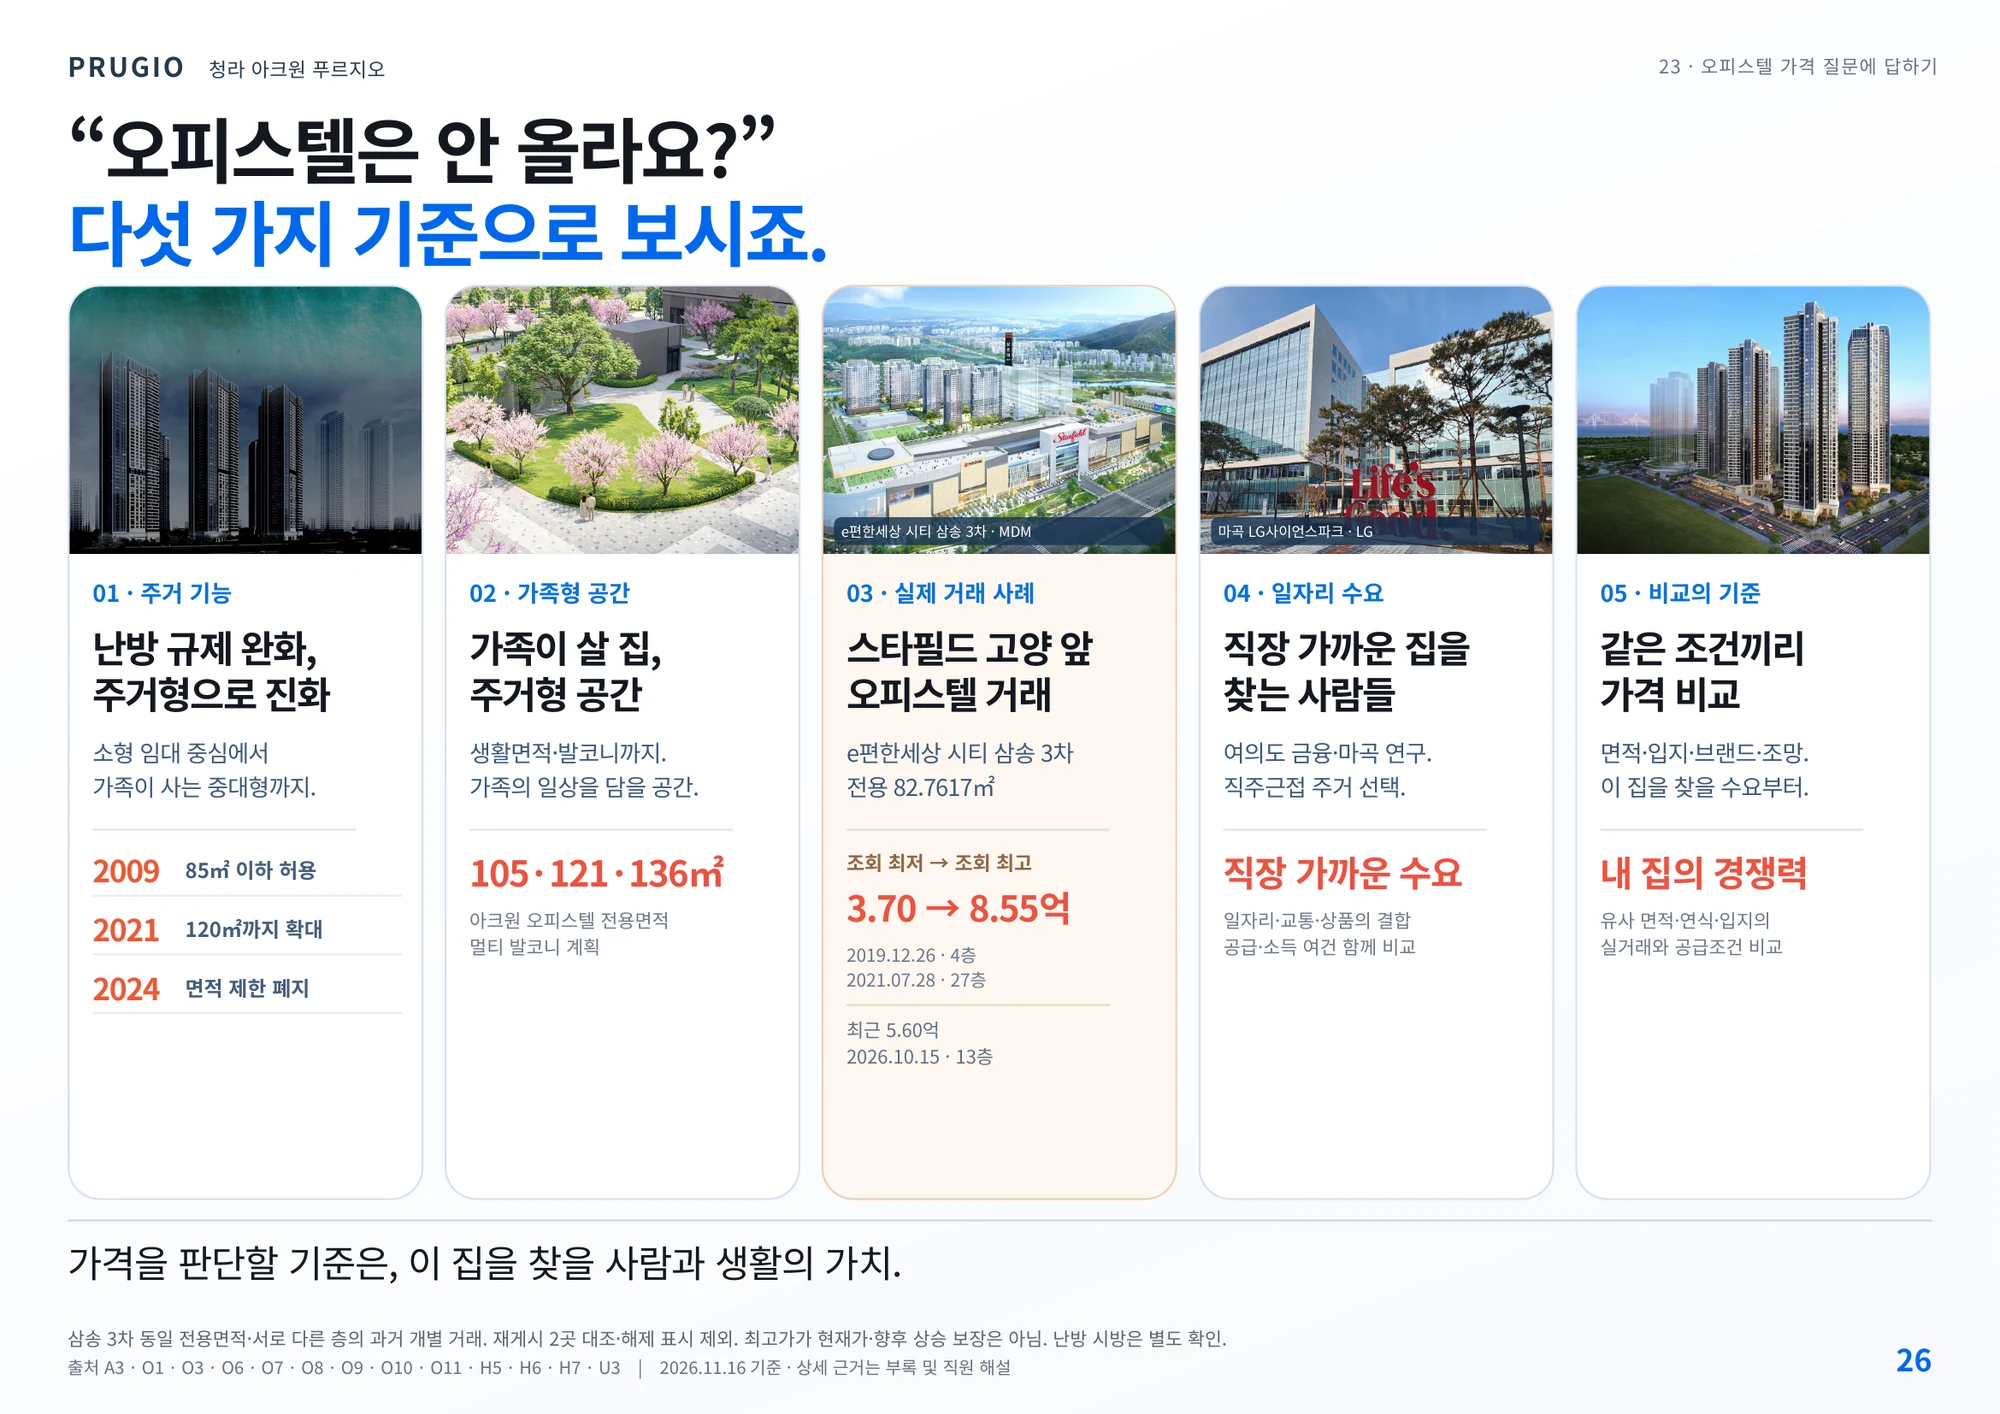 PRUGIO 청라 아크원 푸르지오
23 · 오피스텔 가격 질문에 답하기
“오피스텔은 안 올라요?”
다섯 가지 기준으로 보시죠.
01 · 주거 기능
난방 규제 완화,
주거형으로 진화
소형 임대 중심에서
가족이 사는 중대형까지.
2009 85㎡ 이하 허용
2021 120㎡까지 확대
2024 면적 제한 폐지
02 · 가족형 공간
가족이 살 집,
주거형 공간
생활면적·발코니까지.
가족의 일상을 담을 공간.
105·121·136㎡
아크원 오피스텔 전용면적
멀티 발코니 계획
Starfield
e편한세상 시티 삼송 3차 · MDM
03 · 실제 거래 사례
스타필드 고양 앞
오피스텔 거래
e편한세상 시티 삼송 3차
전용 82.7617㎡
조회 최저 → 조회 최고
3.70 → 8.55억
2019.12.26 · 4층
2021.07.28 · 27층
최근 5.60억
2026.10.15 · 13층
Life's
Good.
마곡 LG사이언스파크 · LG
04 · 일자리 수요
직장 가까운 집을
찾는 사람들
여의도 금융·마곡 연구.
직주근접 주거 선택.
직장 가까운 수요
일자리·교통·상품의 결합
공급·소득 여건 함께 비교
05 · 비교의 기준
같은 조건끼리
가격 비교
면적·입지·브랜드·조망.
이 집을 찾을 수요부터.
내 집의 경쟁력
유사 면적·연식·입지의
실거래와 공급조건 비교
가격을 판단할 기준은, 이 집을 찾을 사람과 생활의 가치.
삼송 3차 동일 전용면적·서로 다른 층의 과거 개별 거래. 재게시 2곳 대조·해제 표시 제외. 최고가가 현재가·향후 상승 보장은 아님. 난방 시방은 별도 확인.
출처 A3 · O1 · O3 · O6 · O7 · O8 · O9 · O10 · O11 · H5 · H6 · H7 · U3 | 2026.11.16 기준 · 상세 근거는 부록 및 직원 해설
26